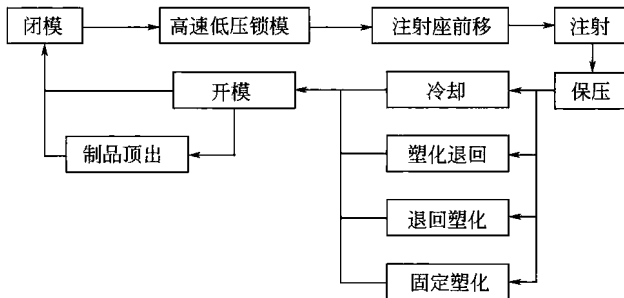 闭模
高速低压锁模
注射座前移
注射
开模
冷却
保压
制品顶出
塑化退回
退回塑化
固定塑化